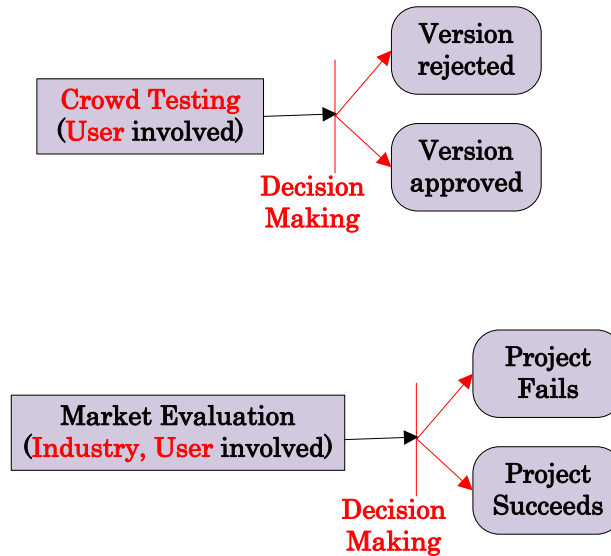 Version
rejected
Crowd Testing
(User involved)
Version
approved
Decision
Making
Project
Fails
Market Evaluation
(Industry, User involved)
Project
Succeeds
Decision
Making